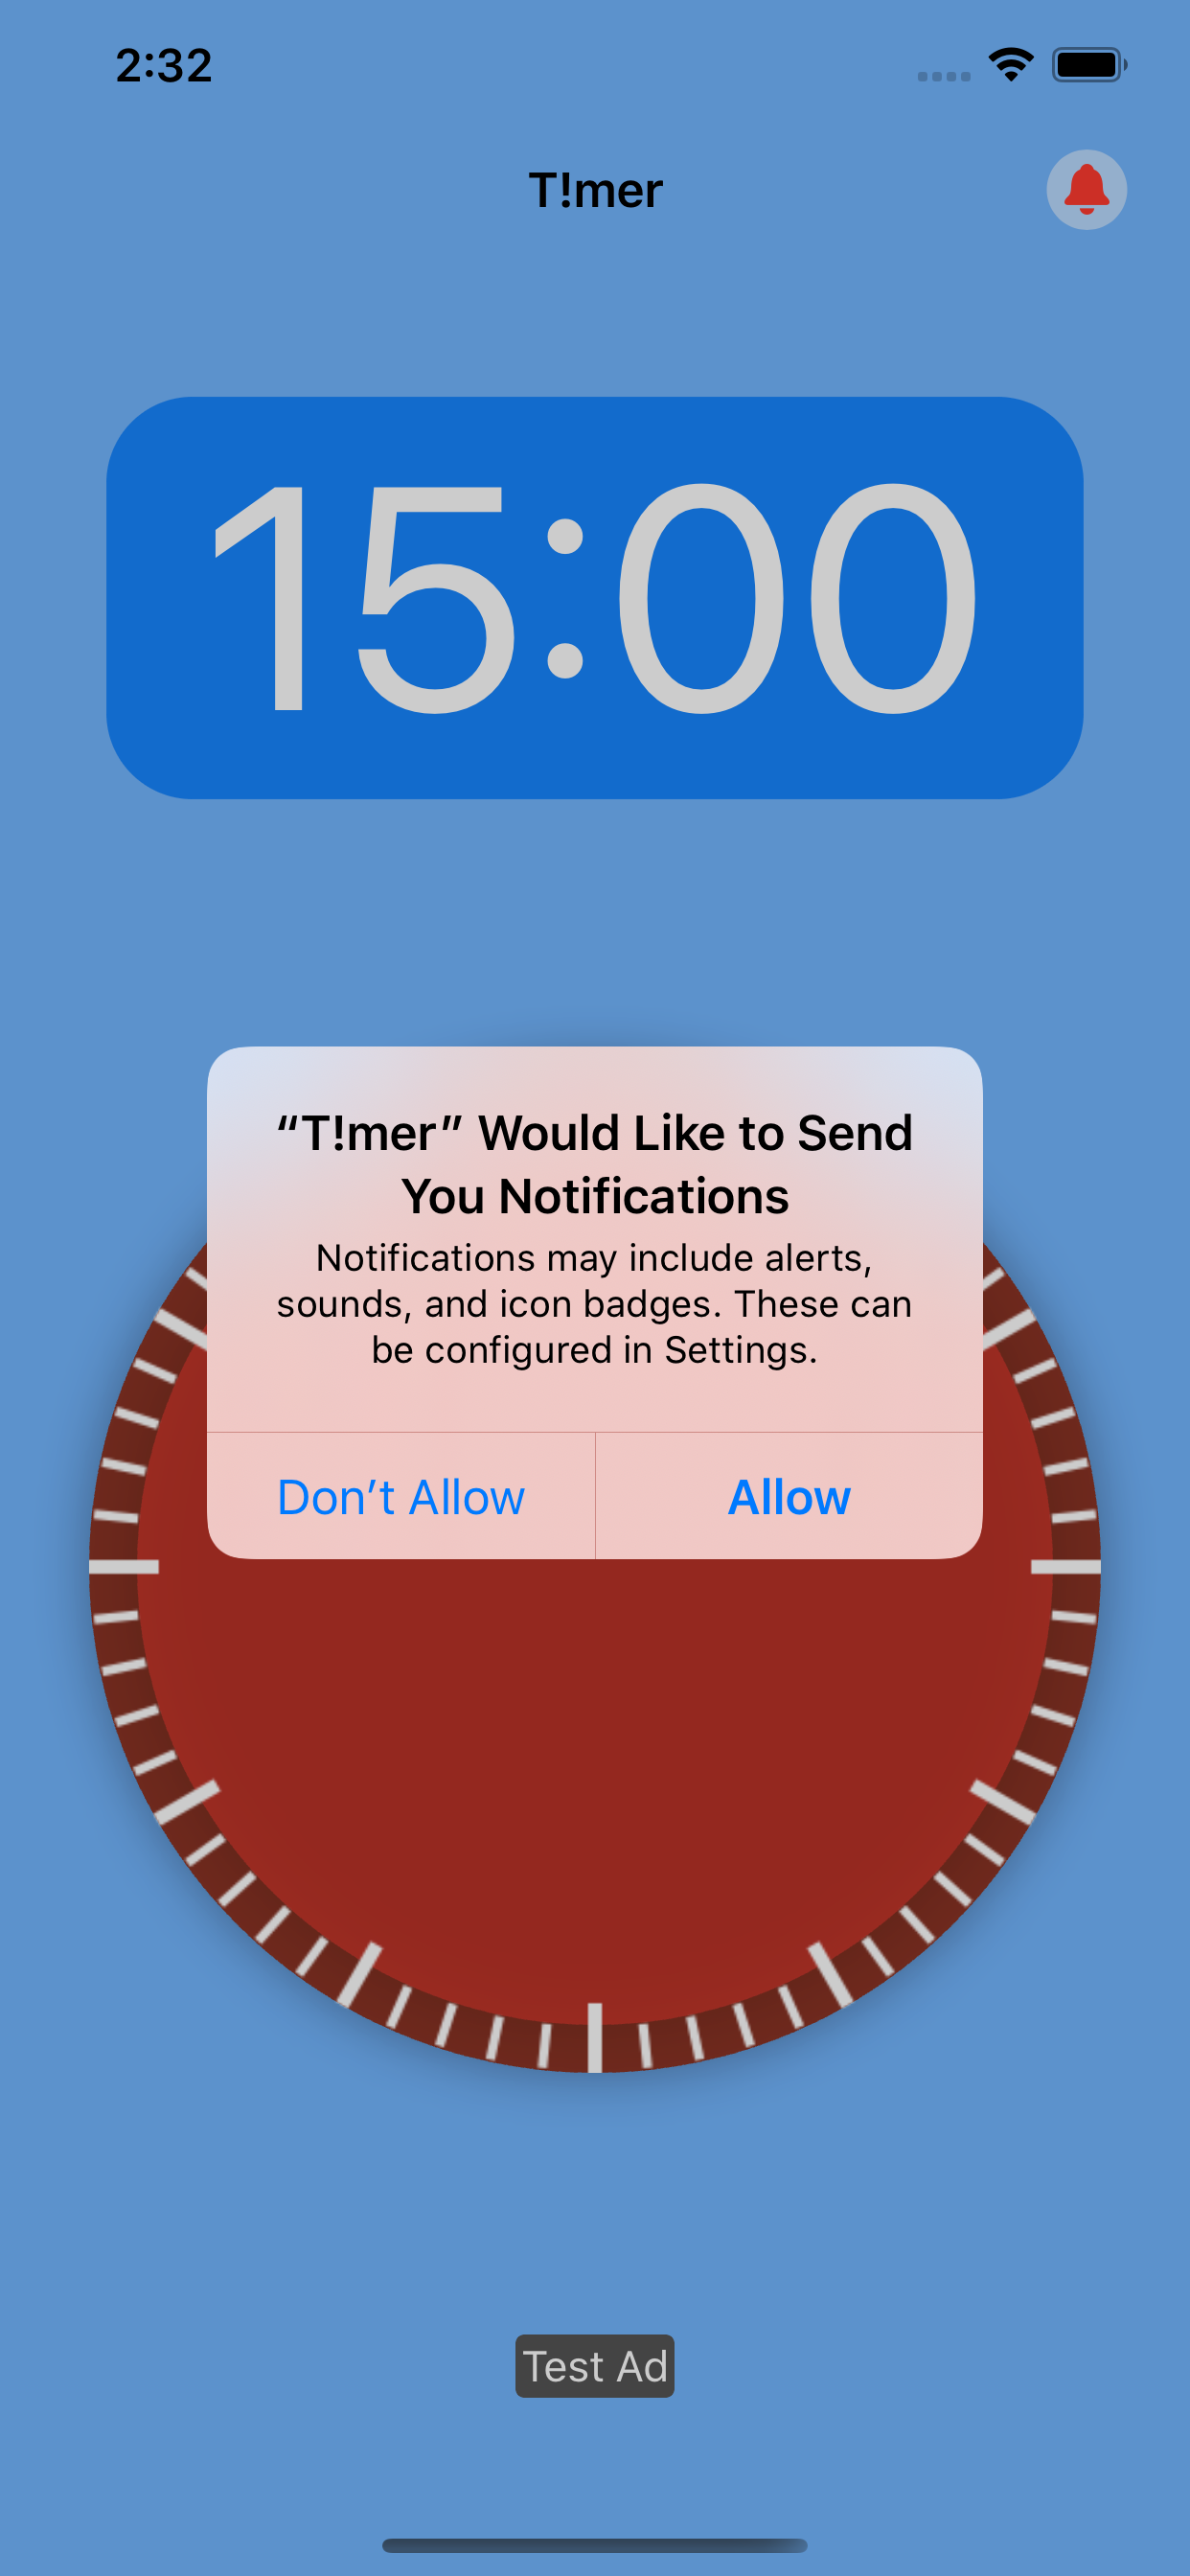 2:32
T!mer
15:00
“T!mer” Would Like to Send
You Notifications
Notifications may include alerts,
sounds, and icon badges. These can
be configured in Settings.
Don’t Allow
Allow
Test Ad